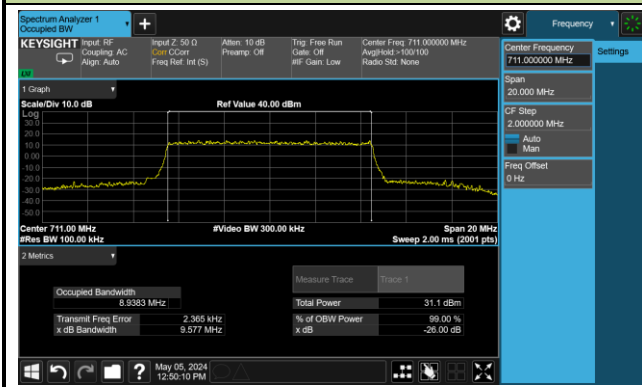 Spectrum Analyzer 1
Occupied BW
Frequency
KEYSIGHT
Input: RF
Coupling: AC
Align: Auto
Input Z: 50 Ω
Corr CCorr
Freq Ref: Int (S)
Atten: 10 dB
Preamp: Off
Trig: Free Run
Gate: Off
#IF Gain: Low
Center Freq: 711.000000 MHz
Avg|Hold:>100/100
Radio Std: None
Center Frequency
711.000000 MHz
Settings
Span
20.000 MHz
CF Step
2.000000 MHz
Auto
Man
Freq Offset
0 Hz
1 Graph
Scale/Div 10.0 dB
Ref Value 40.00 dBm
Log
30.0
20.0
10.0
0.00
-10.0
-20.0
-30.0
-40.0
-50.0
Center 711.00 MHz
#Video BW 300.00 kHz
Span 20 MHz
#Res BW 100.00 kHz
Sweep 2.00 ms (2001 pts)
2 Metrics
Measure Trace
Trace 1
Occupied Bandwidth
8.9383 MHz
Total Power
31.1 dBm
Transmit Freq Error
2.365 kHz
% of OBW Power
99.00 %
x dB Bandwidth
9.577 MHz
x dB
-26.00 dB
May 05, 2024
12:50:10 PM